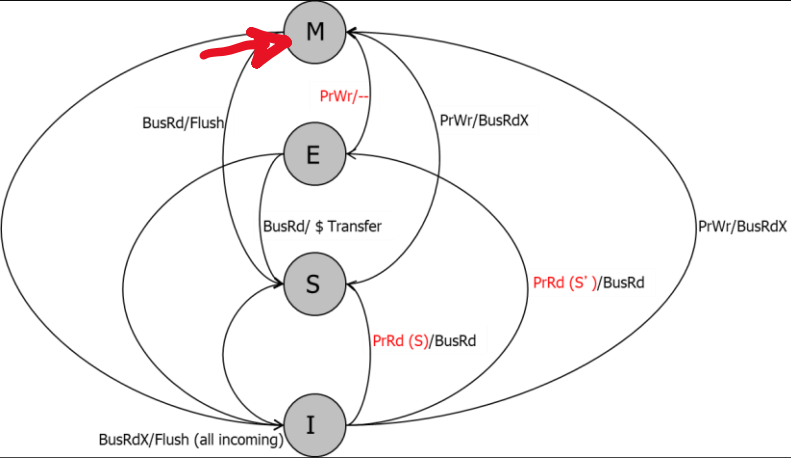 M
PrWr/--
BusRd/Flush
PrWr/BusRdX
E
BusRd/ $ Transfer
PrWr/BusRdX
S
PrRd (S')/BusRd
PrRd (S)/BusRd
I
BusRdX/Flush (all incoming)